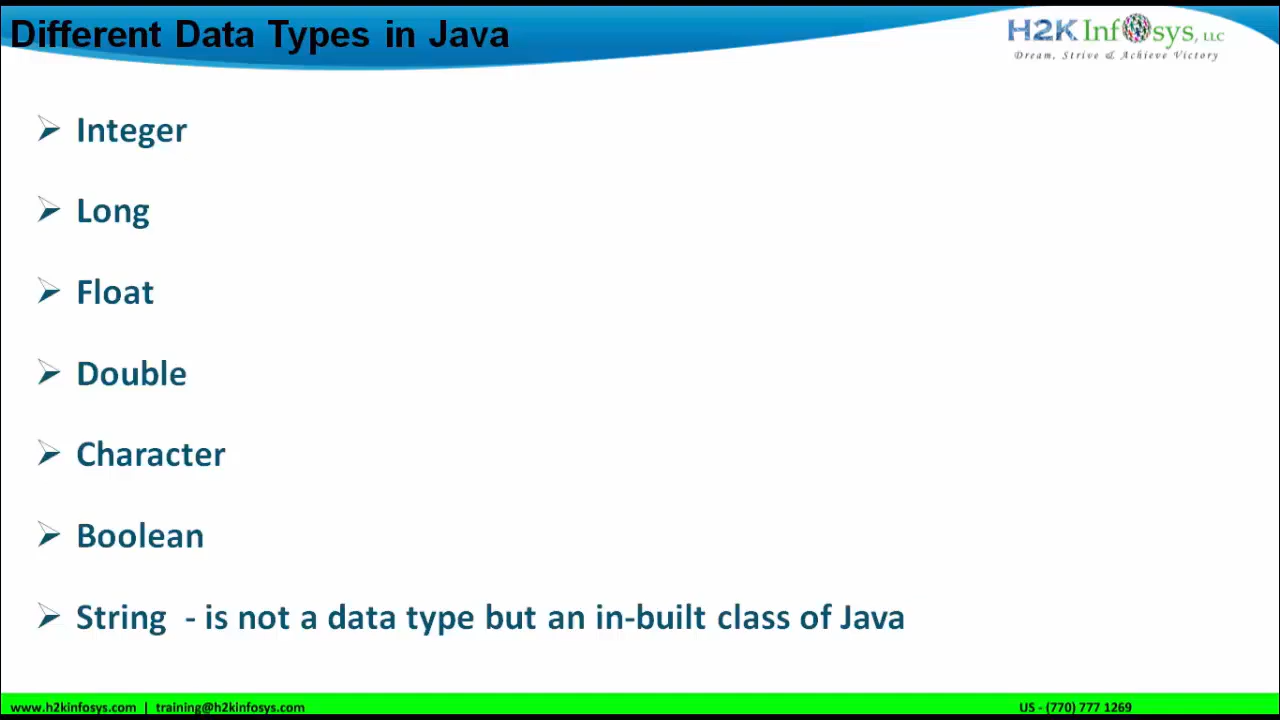 Different Data Types in Java
H2K Infosys, LLC
Dream, Strive & Achieve Victory
Integer
Long
Float
Double
Character
Boolean
String - is not a data type but an in-built class of Java
www.h2kinfosys.com | training@h2kinfosys.com
US - (770) 777 1269